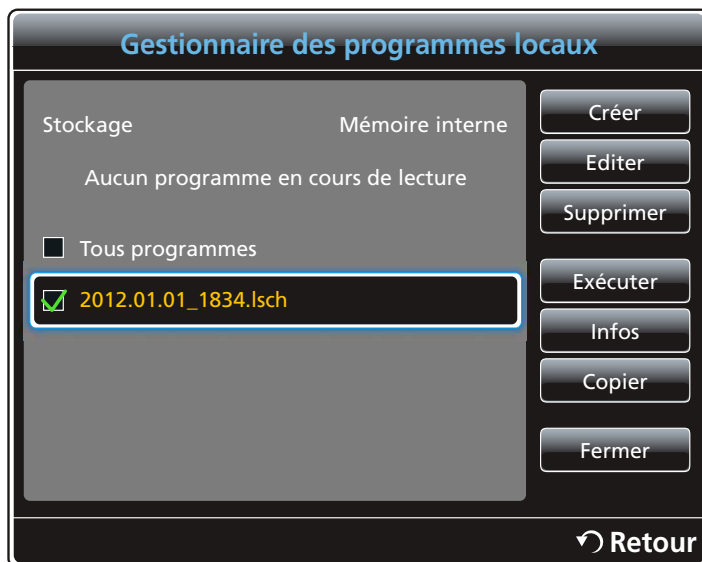 Gestionnaire des programmes locaux
Stockage Mémoire interne
Aucun programme en cours de lecture
Tous programmes
2012.01.01_1834.lsch
Créer
Editer
Supprimer
Exécuter
Infos
Copier
Fermer
Retour